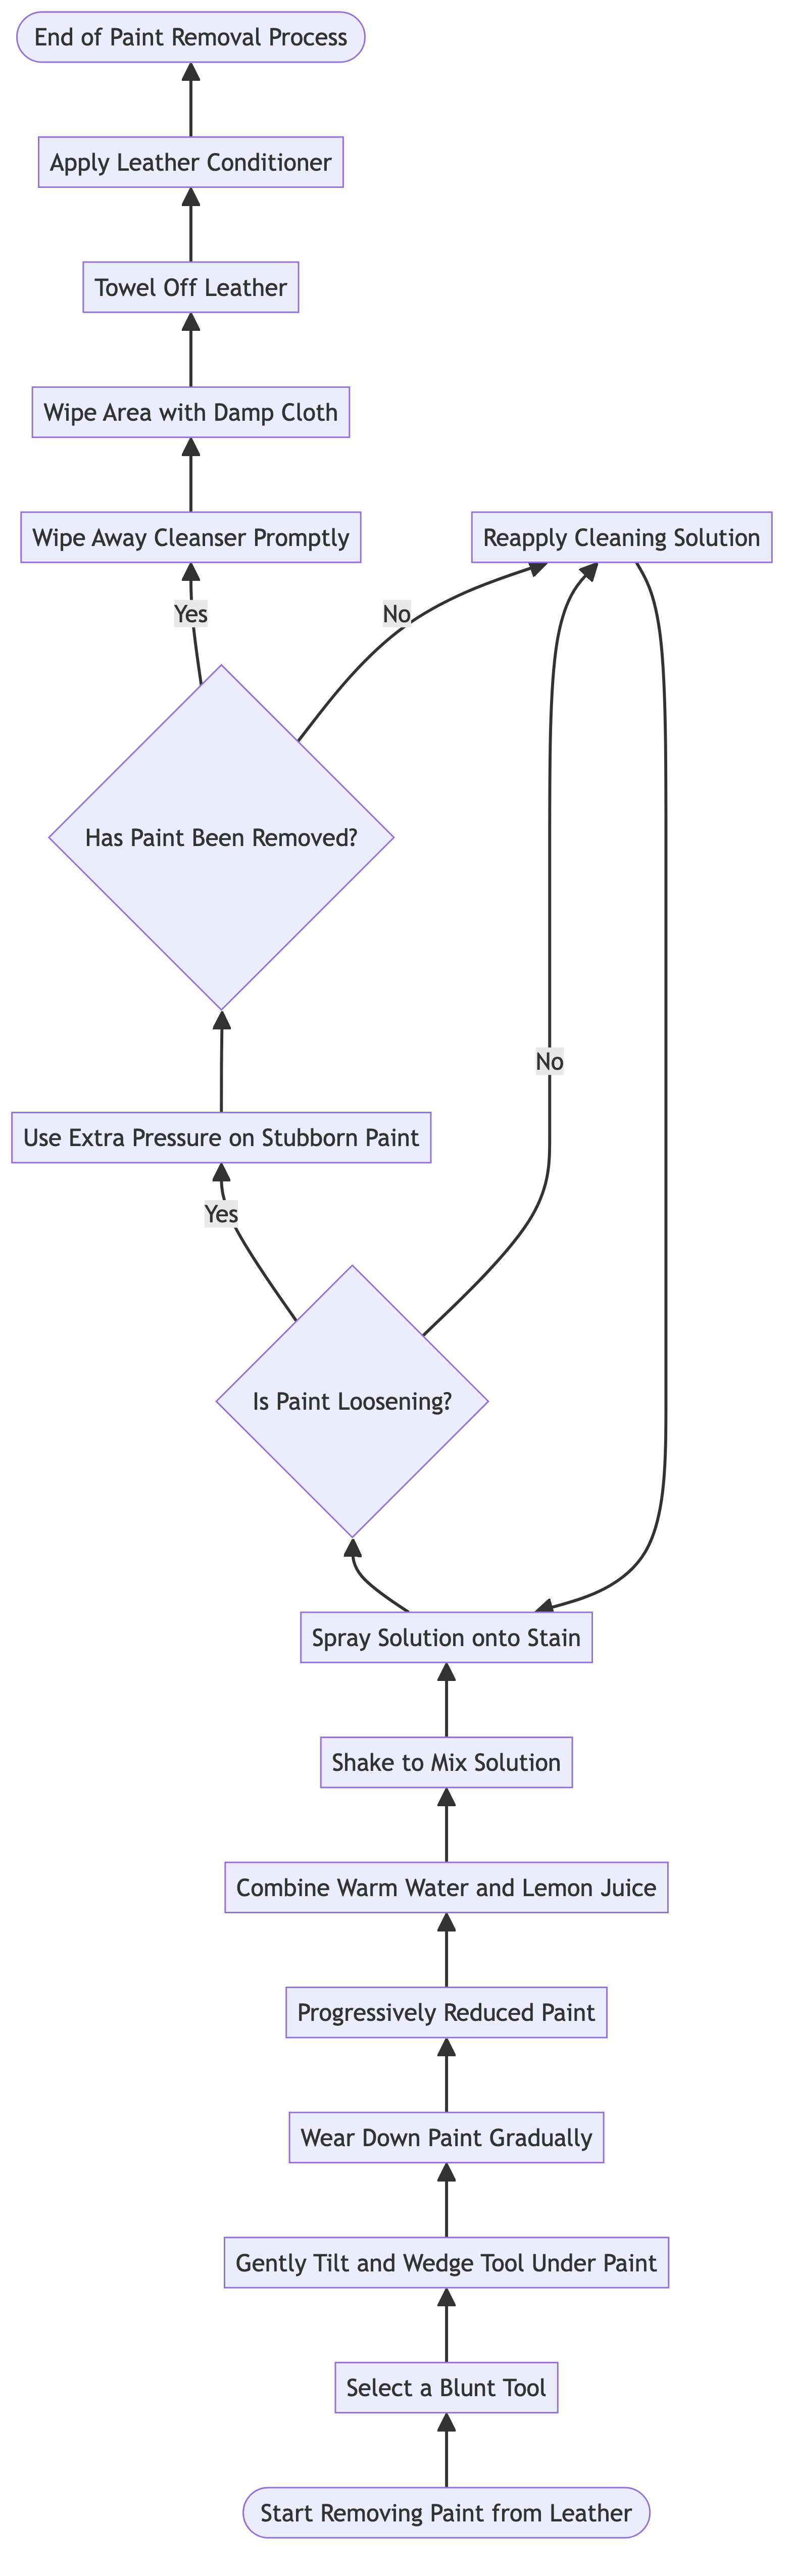 End of Paint Removal Process
Apply Leather Conditioner
Towel Off Leather
Wipe Area with Damp Cloth
Wipe Away Cleanser Promptly
Reapply Cleaning Solution
Yes
No
Has Paint Been Removed?
No
Use Extra Pressure on Stubborn Paint
Yes
Is Paint Loosening?
Spray Solution onto Stain
Shake to Mix Solution
Combine Warm Water and Lemon Juice
Progressively Reduced Paint
Wear Down Paint Gradually
Gently Tilt and Wedge Tool Under Paint
Select a Blunt Tool
Start Removing Paint from Leather